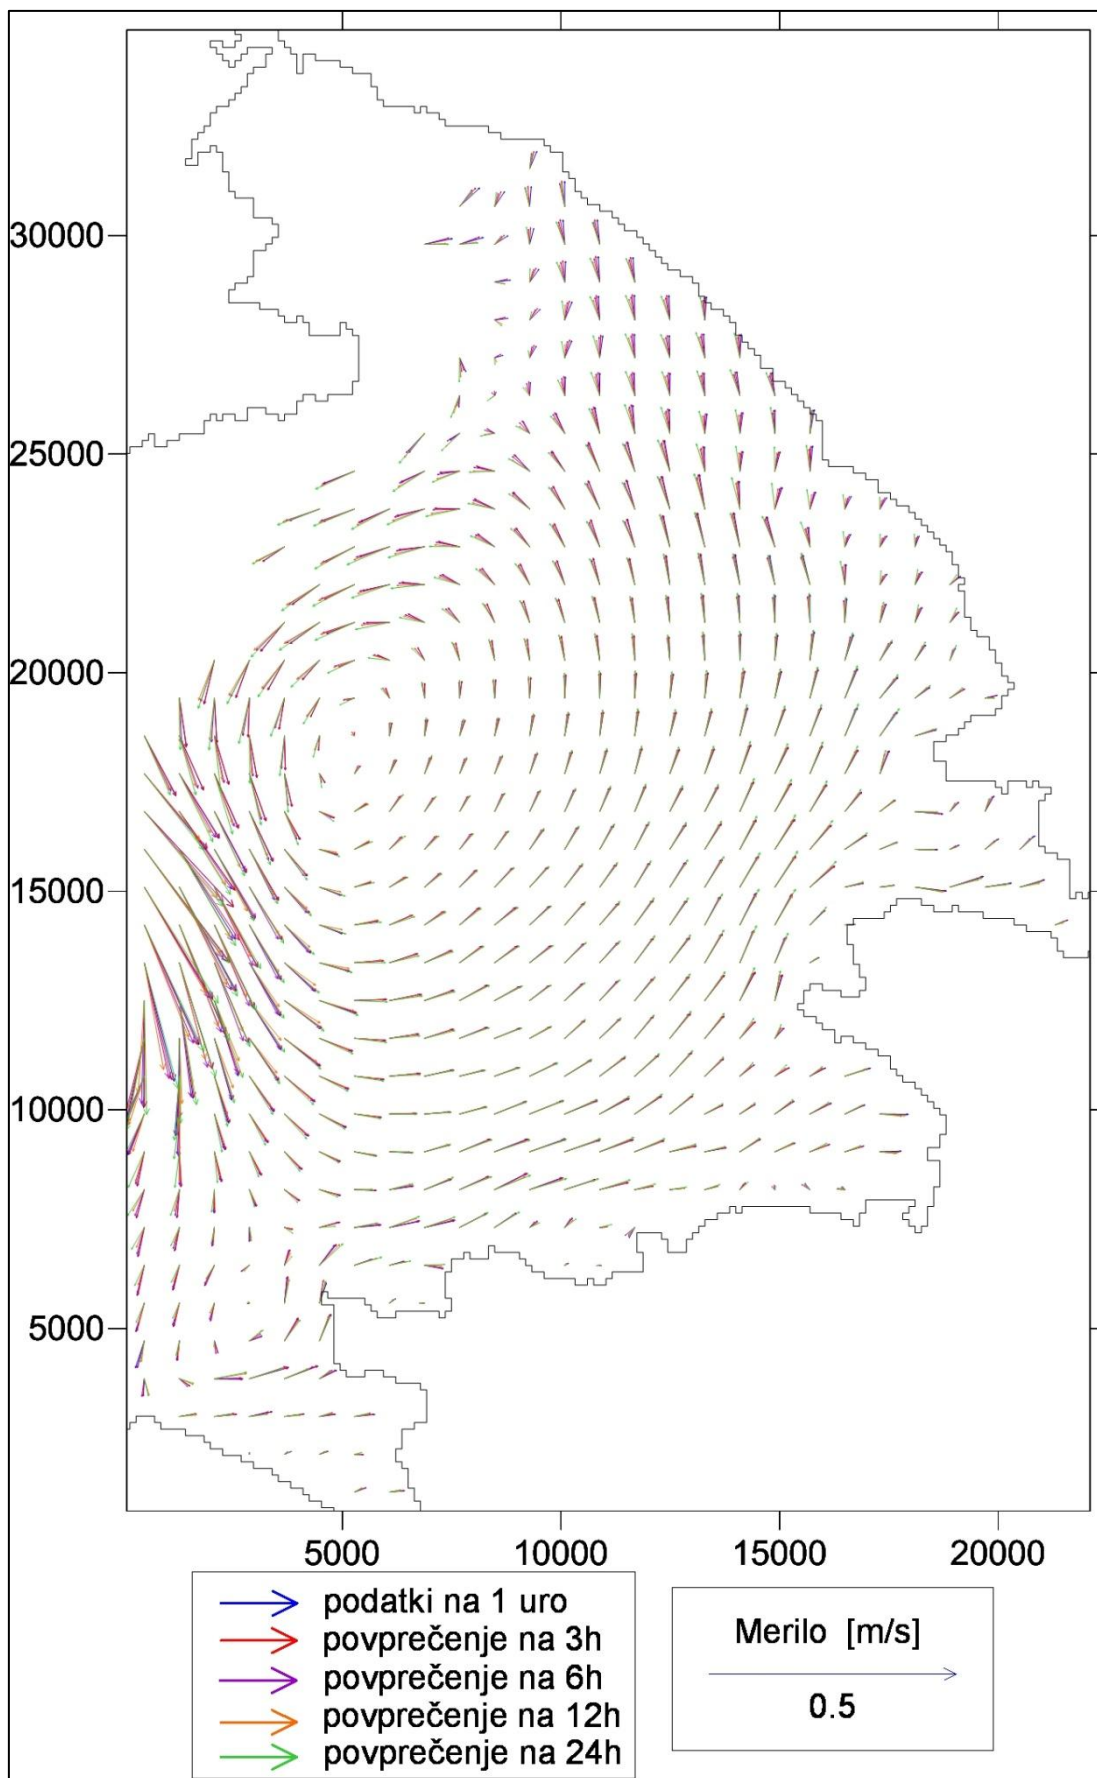 30000
25000
20000
15000
10000
5000
5000 10000 15000 20000
podatki na 1 uro
povprečenje na 3h
povprečenje na 6h
povprečenje na 12h
povprečenje na 24h
Merilo [m/s]
0.5